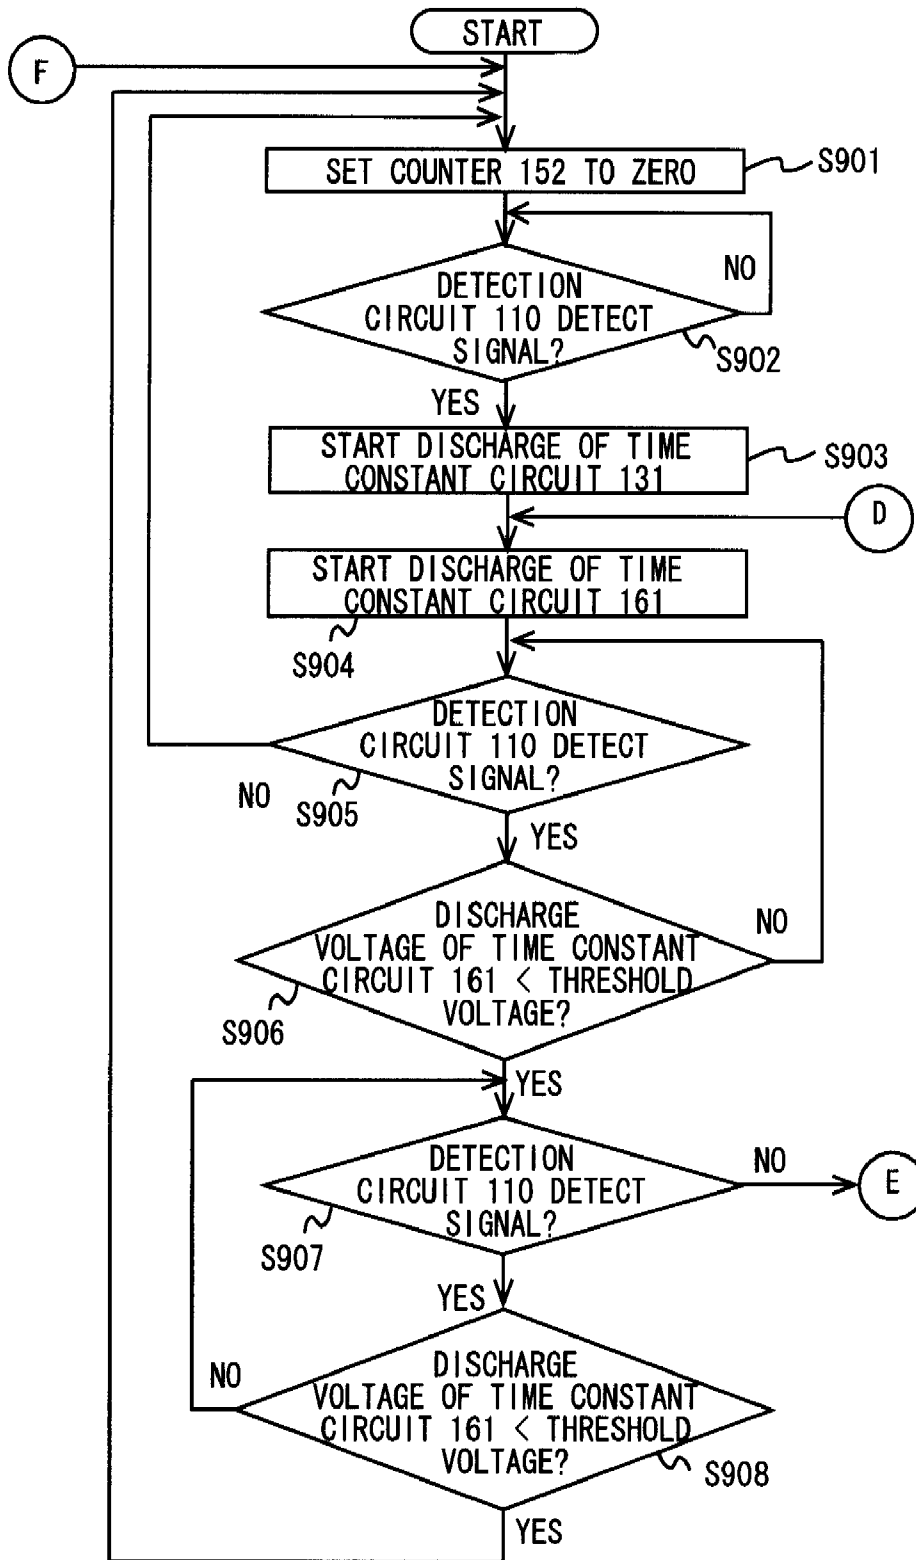 START
F
SET COUNTER 152 TO ZERO
S901
NO
DETECTION
CIRCUIT 110 DETECT
SIGNAL?
S902
YES
START DISCHARGE OF TIME
CONSTANT CIRCUIT 131
S903
D
START DISCHARGE OF TIME
CONSTANT CIRCUIT 161
S904
DETECTION
CIRCUIT 110 DETECT
SIGNAL?
NO
S905
YES
DISCHARGE
VOLTAGE OF TIME CONSTANT
CIRCUIT 161 < THRESHOLD
VOLTAGE?
NO
S906
YES
DETECTION
CIRCUIT 110 DETECT
SIGNAL?
NO
E
S907
YES
DISCHARGE
VOLTAGE OF TIME CONSTANT
CIRCUIT 161 < THRESHOLD
VOLTAGE?
NO
S908
YES